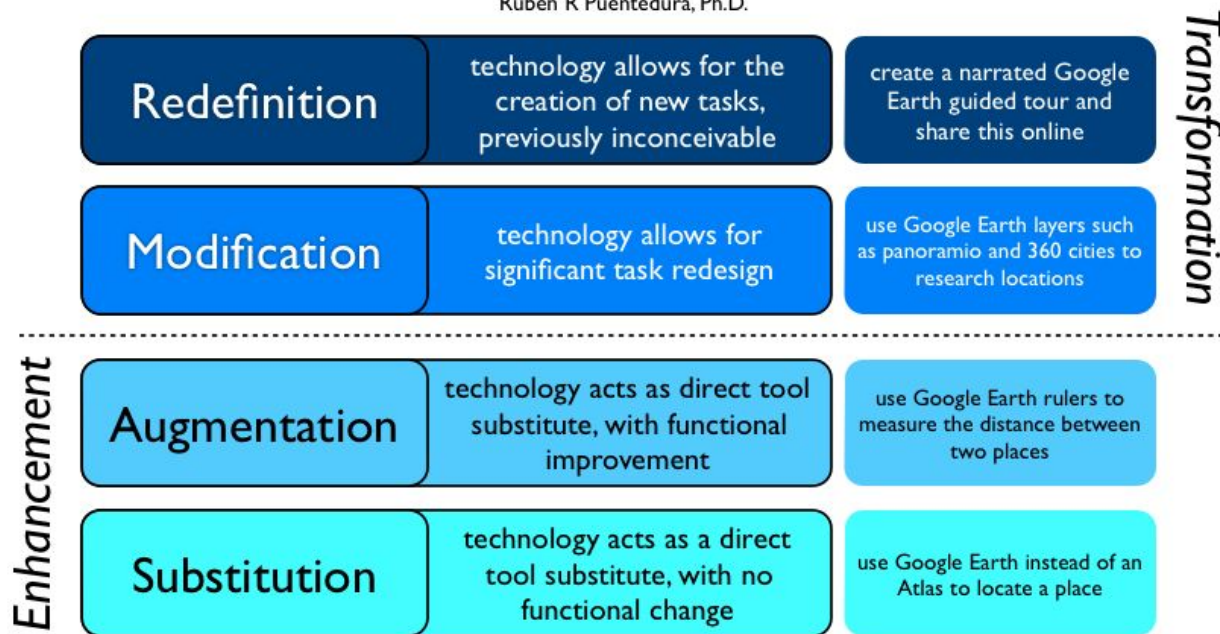 Ruben R Puentedura, Ph.D.
Transformation
Redefinition
technology allows for the
creation of new tasks,
previously inconceivable
create a narrated Google
Earth guided tour and
share this online
Modification
technology allows for
significant task redesign
use Google Earth layers such
as panoramio and 360 cities to
research locations
Enhancement
Augmentation
technology acts as direct tool
substitute, with functional
improvement
use Google Earth rulers to
measure the distance between
two places
Substitution
technology acts as a direct
tool substitute, with no
functional change
use Google Earth instead of an
Atlas to locate a place